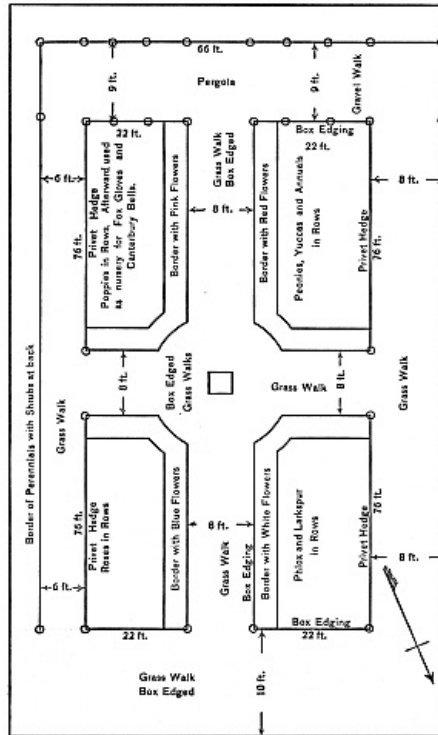 66 ft.
9 ft.
Pergola
9 ft.
Gravel Walk
22 ft.
Box Edging
22 ft.
6 ft.
Privet Hedge
76 ft.
Poppies in Rows, Afterward used
as nursery for Fox Gloves and
Canterbury Bells.
Border with Pink Flowers
Grass Walk
Box Edged
8 ft.
Border with Red Flowers
Peonies, Yuccas and Annuals
in Rows
Privet Hedge
76 ft.
8 ft.
Border of Perennials with Shrubs at back
Grass Walk
8 ft.
Box Edged
Grass Walks
Grass Walk
8 ft.
Grass Walk
76 ft.
Privet Hedge
Roses in Rows
6 ft.
Border with Blue Flowers
8 ft.
Grass Walk
Box Edging
Border with White Flowers
Phlox and Larkspur
in Rows
76 ft.
Privet Hedge
8 ft.
Box Edging
22 ft.
22 ft.
Grass Walk
Box Edged
10 ft.